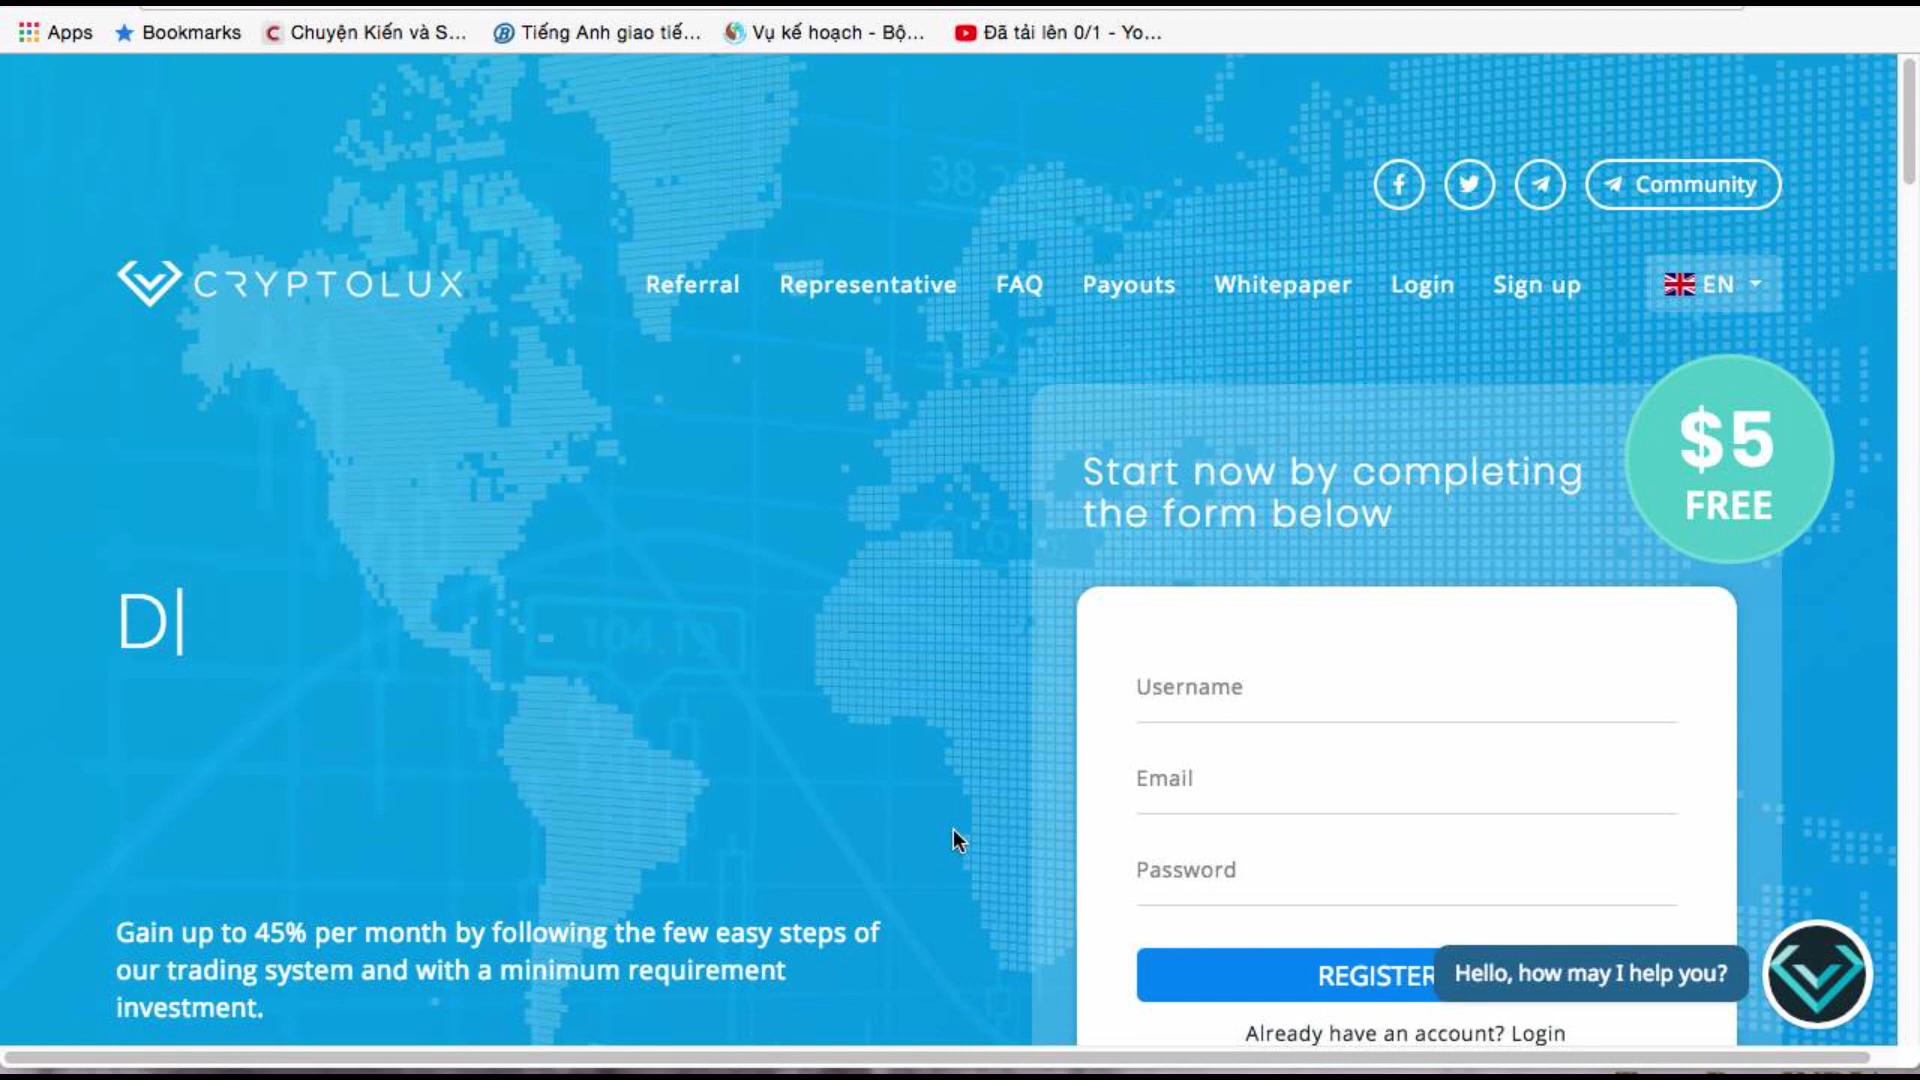 Apps Bookmarks Chuyện Kiến và S... Tiếng Anh giao tiế... Vụ kế hoạch - Bộ... Đã tải lên 0/1 - Yo...
Community
CRYPTOLUX Referral Representative FAQ Payouts Whitepaper Login Sign up EN
$5
FREE
Start now by completing
the form below
D|
Username
Email
Password
Gain up to 45% per month by following the few easy steps of
our trading system and with a minimum requirement
investment.
REGISTER
Hello, how may I help you?
Already have an account? Login
104.19